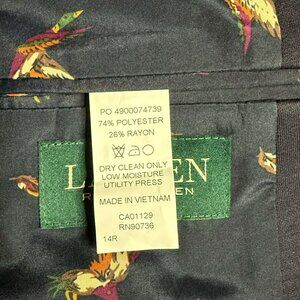 PO 4900074739
74% POLYESTER
26% RAYON
DRY CLEAN ONLY
LOW MOISTURE
UTILITY PRESS
MADE IN VIETNAM
CA01129
RN90736
14R